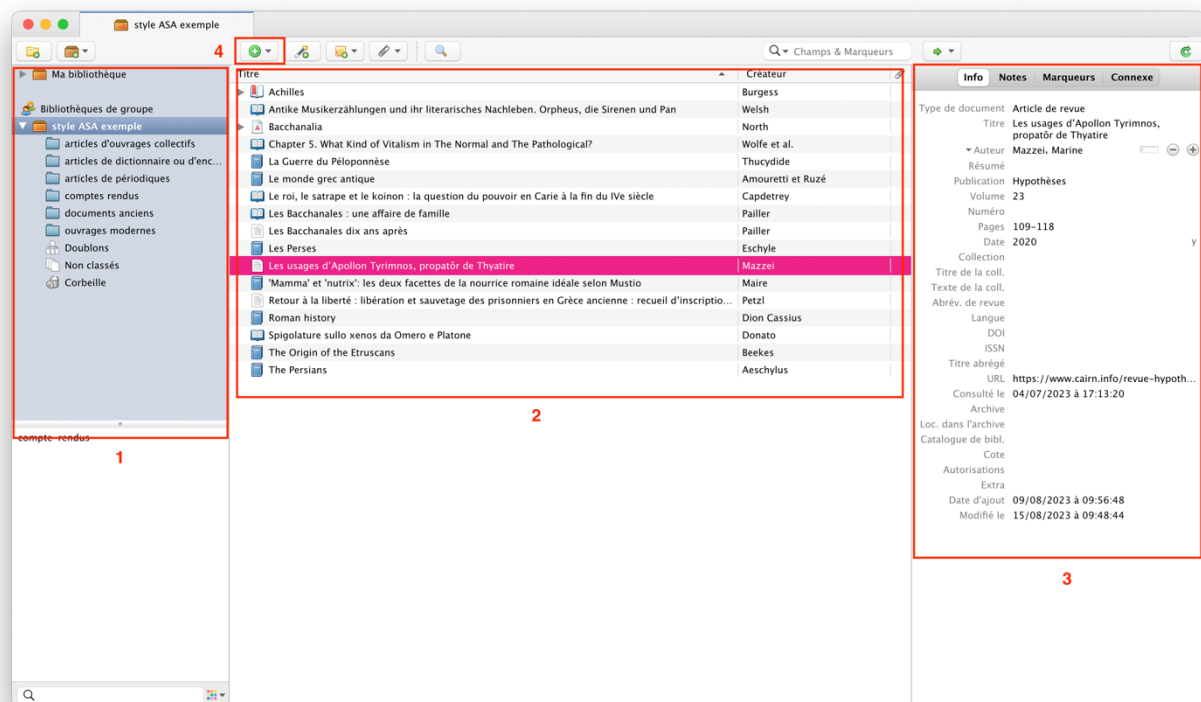 style ASA exemple
4
Champs & Marqueurs
Ma bibliothèque
Bibliothèques de groupe
style ASA exemple
articles d'ouvrages collectifs
articles de dictionnaire ou d'enc...
articles de périodiques
comptes rendus
documents anciens
ouvrages modernes
Doublons
Non classés
Corbeille
compte-rendus
1
Titre Créateur
Achilles Burgess
Antike Musikerzählungen und ihr literarisches Nachleben. Orpheus, die Sirenen und Pan Welsh
Bacchanalia North
Chapter 5. What Kind of Vitalism in The Normal and The Pathological? Wolfe et al.
La Guerre du Péloponnèse Thucydide
Le monde grec antique Amouretti et Ruzé
Le roi, le satrape et le koinon : la question du pouvoir en Carie à la fin du IVe siècle Capdetrey
Les Bacchanales : une affaire de famille Pailler
Les Bacchanales dix ans après Pailler
Les Perses Eschyle
Les usages d'Apollon Tyrimnos, propatôr de Thyatire Mazzei
'Mamma' et 'nutrix': les deux facettes de la nourrice romaine idéale selon Mustio Maire
Retour à la liberté : libération et sauvetage des prisonniers en Grèce ancienne : recueil d'inscriptio... Petzl
Roman history Dion Cassius
Spigolature sullo xenos da Omero e Platone Donato
The Origin of the Etruscans Beekes
The Persians Aeschylus
2
Info Notes Marqueurs Connexe
Type de document Article de revue
Titre Les usages d'Apollon Tyrimnos,
propatôr de Thyatire
Auteur Mazzei, Marine
Résumé
Publication Hypothèses
Volume 23
Numéro
Pages 109-118
Date 2020 y
Collection
Titre de la coll.
Texte de la coll.
Abrév. de revue
Langue
DOI
ISSN
Titre abrégé
URL https://www.cairn.info/revue-hypoth...
Consulté le 04/07/2023 à 17:13:20
Archive
Loc. dans l'archive
Catalogue de bibl.
Cote
Autorisations
Extra
Date d'ajout 09/08/2023 à 09:56:48
Modifié le 15/08/2023 à 09:48:44
3